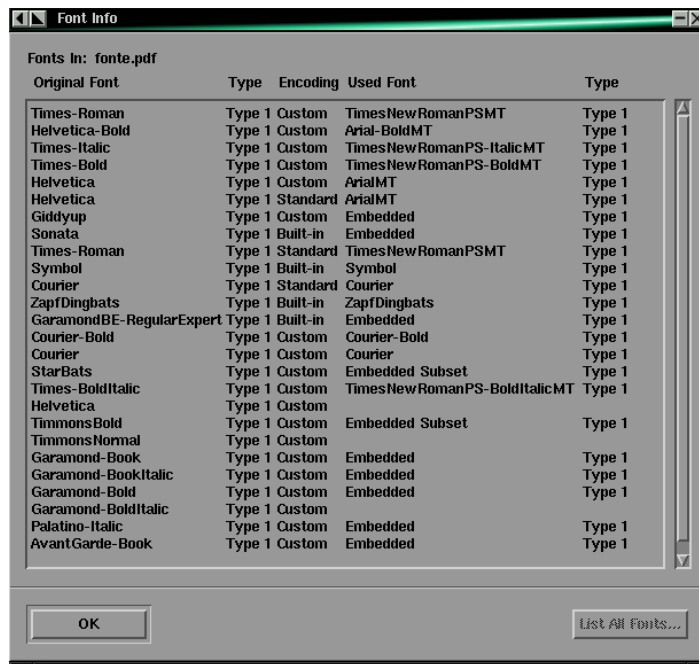 Font Info
Fonts In: fonte.pdf
Original Font Type Encoding Used Font Type
Times-Roman Type 1 Custom TimesNewRomanPSMT Type 1
Helvetica-Bold Type 1 Custom Arial-BoldMT Type 1
Times-Italic Type 1 Custom TimesNewRomanPS-ItalicMT Type 1
Times-Bold Type 1 Custom TimesNewRomanPS-BoldMT Type 1
Helvetica Type 1 Custom ArialMT Type 1
Helvetica Type 1 Standard ArialMT Type 1
Giddyup Type 1 Custom Embedded Type 1
Sonata Type 1 Built-in Embedded Type 1
Times-Roman Type 1 Standard TimesNewRomanPSMT Type 1
Symbol Type 1 Built-in Symbol Type 1
Courier Type 1 Standard Courier Type 1
ZapfDingbats Type 1 Built-in ZapfDingbats Type 1
GaramondBE-RegularExpert Type 1 Built-in Embedded Type 1
Courier-Bold Type 1 Custom Courier-Bold Type 1
Courier Type 1 Custom Courier Type 1
StarBats Type 1 Custom Embedded Subset Type 1
Times-BoldItalic Type 1 Custom TimesNewRomanPS-BoldItalicMT Type 1
Helvetica Type 1 Custom
TimmonsBold Type 1 Custom Embedded Subset Type 1
TimmonsNormal Type 1 Custom
Garamond-Book Type 1 Custom Embedded Type 1
Garamond-BookItalic Type 1 Custom Embedded Type 1
Garamond-Bold Type 1 Custom Embedded Type 1
Garamond-BoldItalic Type 1 Custom
Palatino-Italic Type 1 Custom Embedded Type 1
AvantGarde-Book Type 1 Custom Embedded Type 1
OK List All Fonts...